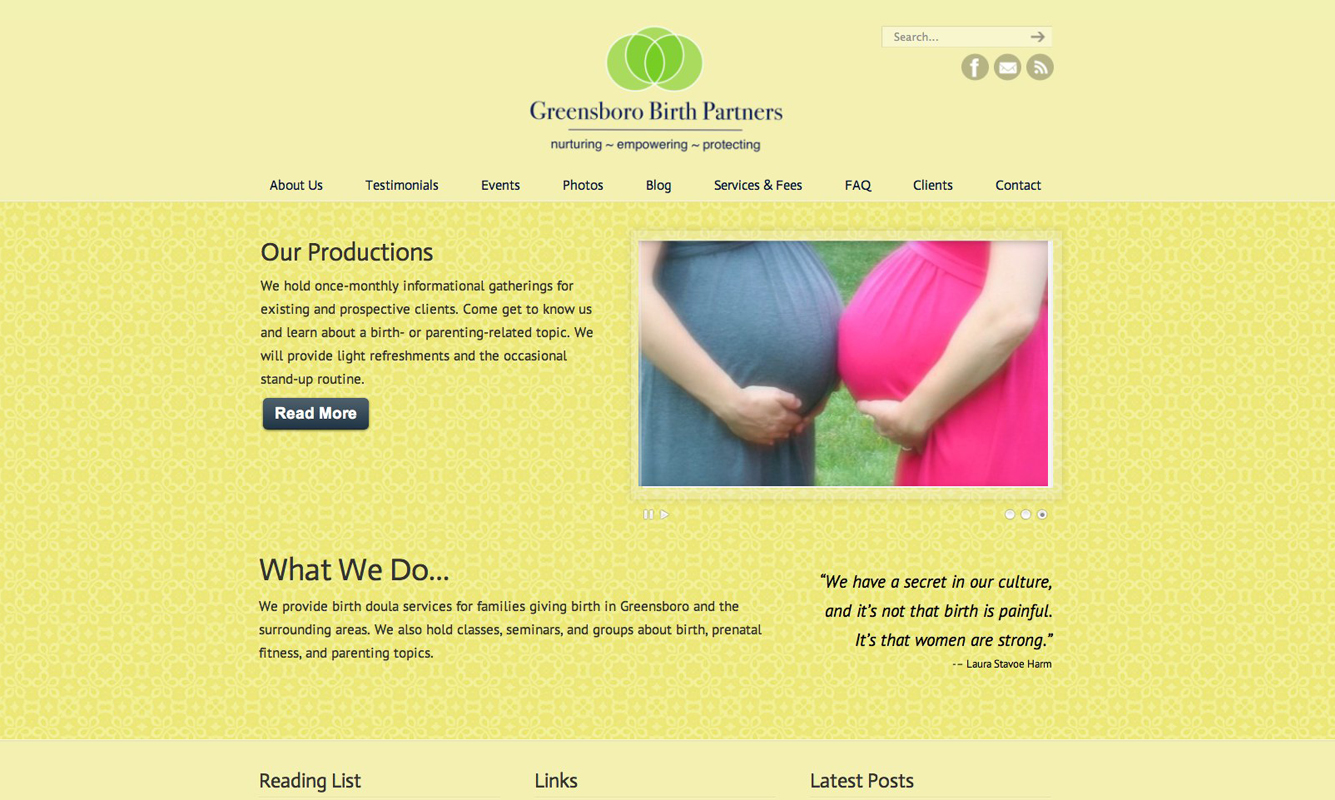 Search...
Greensboro Birth Partners
nurturing ~ empowering ~ protecting
About Us Testimonials Events Photos Blog Services & Fees FAQ Clients Contact
Our Productions
We hold once-monthly informational gatherings for
existing and prospective clients. Come get to know us
and learn about a birth- or parenting-related topic. We
will provide light refreshments and the occasional
stand-up routine.
Read More
What We Do...
We provide birth doula services for families giving birth in Greensboro and the
surrounding areas. We also hold classes, seminars, and groups about birth, prenatal
fitness, and parenting topics.
“We have a secret in our culture,
and it’s not that birth is painful.
It’s that women are strong.”
-– Laura Stavoe Harm
Reading List
Links
Latest Posts